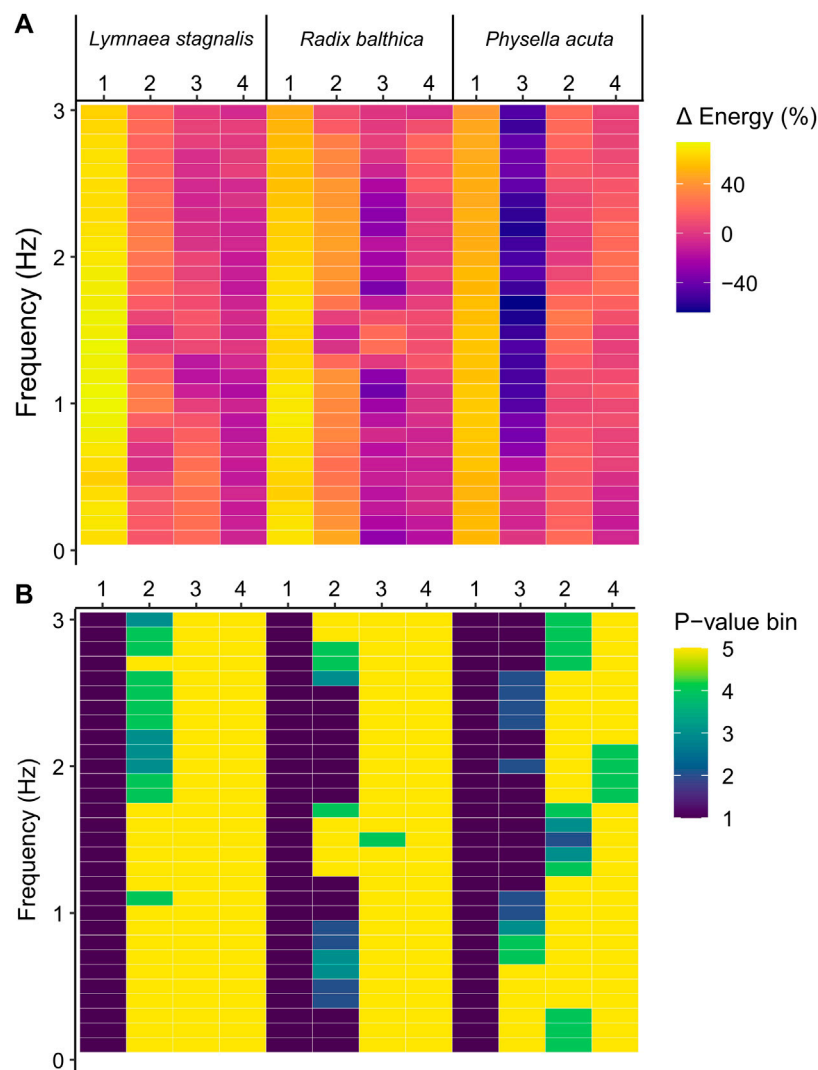 A
Lymnaea stagnalis Radix balthica Physella acuta
1 2 3 4 1 2 3 4 1 3 2 4
3
2
1
0
Frequency (Hz)
Δ Energy (%)
40
0
−40
B
1 2 3 4 1 2 3 4 1 3 2 4
3
2
1
0
Frequency (Hz)
P−value bin
5
4
3
2
1